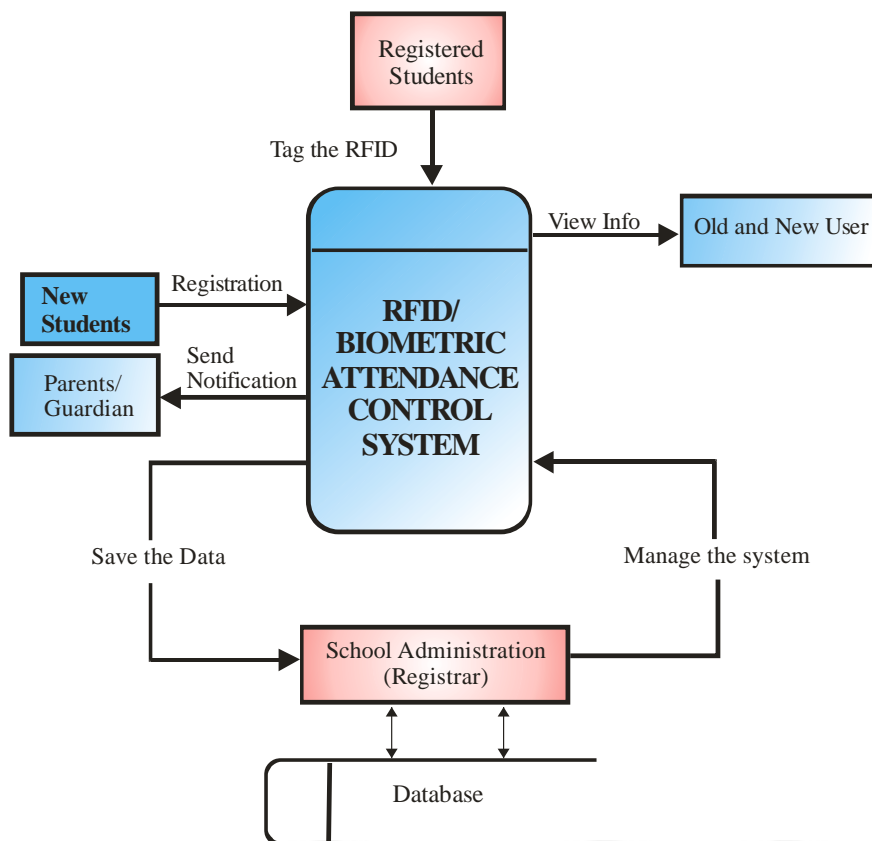 Registered
Students
Tag the RFID
View Info
Old and New User
New
Students
Registration
RFID/
BIOMETRIC
ATTENDANCE
CONTROL
SYSTEM
Send
Notification
Parents/
Guardian
Save the Data
Manage the system
School Administration
(Registrar)
Database